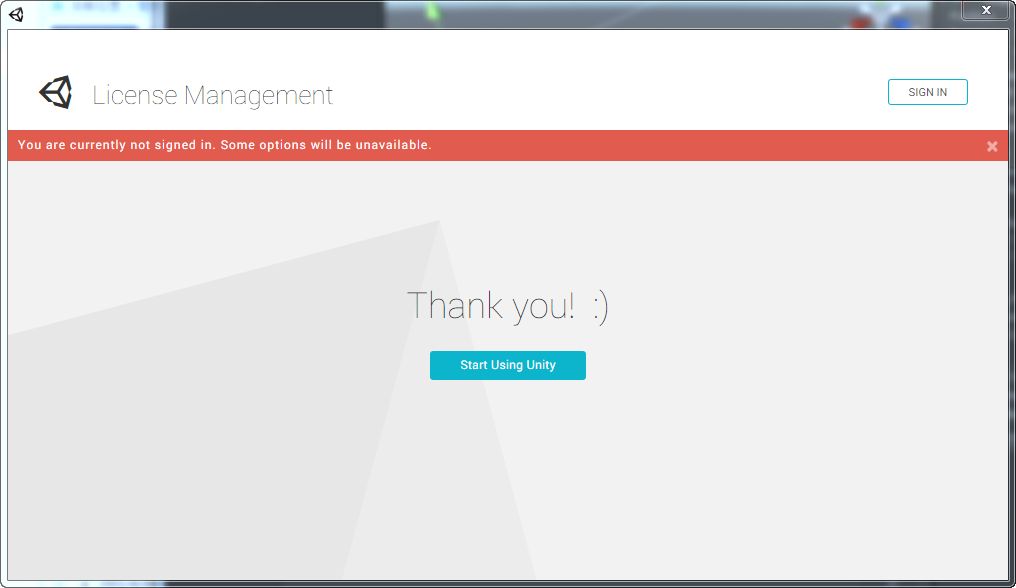 License Management
SIGN IN
You are currently not signed in. Some options will be unavailable.
Thank you! :)
Start Using Unity